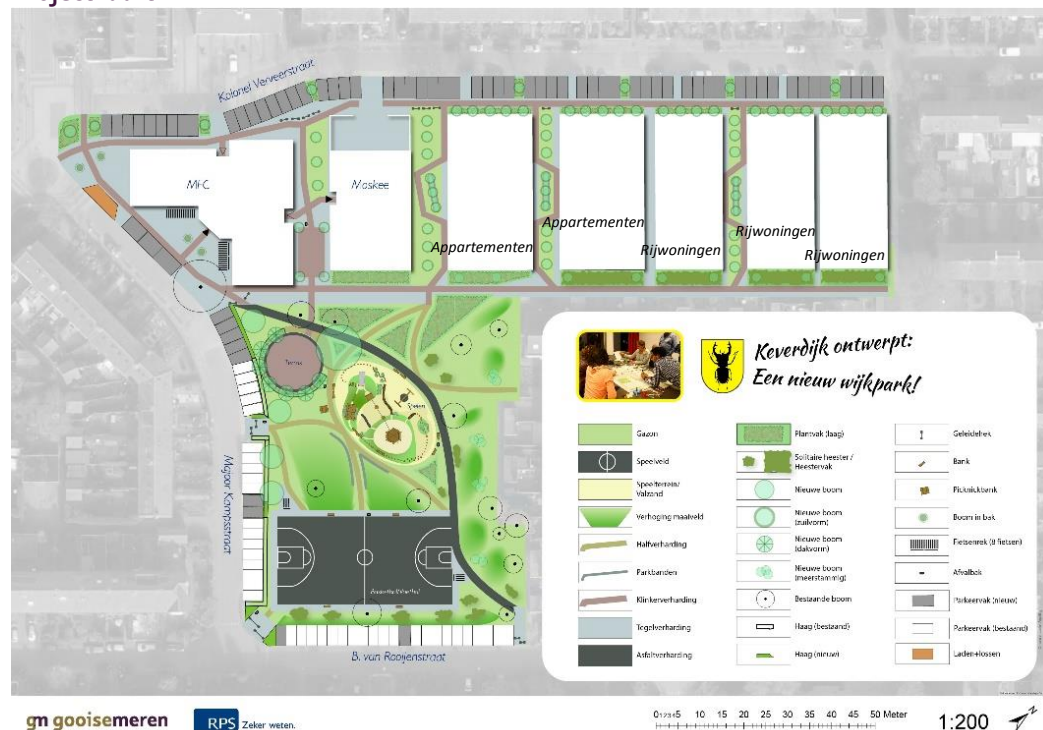 Kolonel Verveerstraat
MFC
Moskee
Appartementen
Appartementen
Rijwoningen
Rijwoningen
Rijwoningen
Terras
Spelen
Majoor Kampsstraat
B. van Rooijenstraat
Keverdijk ontwerpt:
Een nieuw wijkpark!
Gazon
Speelveld
Speelterrein/
Valzand
Verhoging maaiveld
Halfverharding
Parkbanden
Klinkerverharding
Tegelverharding
Asfaltverharding
Plantvak (laag)
Solitaire heester /
Heestervak
Nieuwe boom
Nieuwe boom
(zuilvorm)
Nieuwe boom
(dakvorm)
Nieuwe boom
(meerstammig)
Bestaande boom
Haag (bestaand)
Haag (nieuw)
Geleidehek
Bank
Picknickbank
Boom in bak
Fietsenrek (8 fietsen)
Afvalbak
Parkeervak (nieuw)
Parkeervak (bestaand)
Laden+lossen
gm gooisemeren
RPS Zeker weten.
0 1 2 3 4 5 10 15 20 25 30 35 40 45 50 Meter
1:200
N